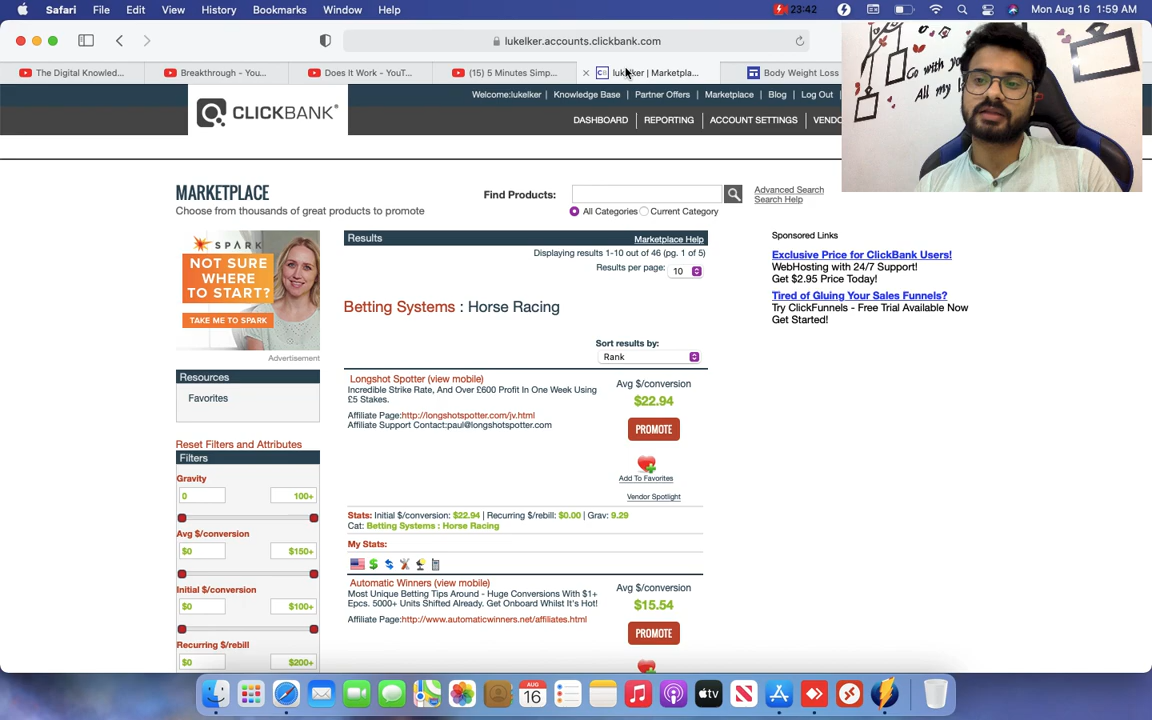 Safari File Edit View History Bookmarks Window Help 23:42 Mon Aug 16 1:59 AM
lukelker.accounts.clickbank.com
The Digital Knowled... Breakthrough - You... Does It Work - YouT... (15) 5 Minutes Simp... lukelker | Marketpla... Body Weight Loss
Welcome:lukelker | Knowledge Base | Partner Offers | Marketplace | Blog | Log Out
CLICKBANK®
DASHBOARD | REPORTING | ACCOUNT SETTINGS | VENDO
Go with yo
All my l
MARKETPLACE
Choose from thousands of great products to promote
Find Products:
Advanced Search
Search Help
All Categories Current Category
SPARK
NOT SURE
WHERE
TO START?
TAKE ME TO SPARK
Advertisement
Resources
Favorites
Reset Filters and Attributes
Filters
Gravity
0 100+
Avg $/conversion
$0 $150+
Initial $/conversion
$0 $100+
Recurring $/rebill
$0 $200+
Results Marketplace Help
Displaying results 1-10 out of 46 (pg. 1 of 5)
Results per page: 10
Betting Systems : Horse Racing
Sort results by:
Rank
Longshot Spotter (view mobile)
Incredible Strike Rate, And Over £600 Profit In One Week Using
£5 Stakes.
Affiliate Page:http://longshotspotter.com/jv.html
Affiliate Support Contact:paul@longshotspotter.com
Avg $/conversion
$22.94
PROMOTE
Add To Favorites
Vendor Spotlight
Stats: Initial $/conversion: $22.94 | Recurring $/rebill: $0.00 | Grav: 9.29
Cat: Betting Systems : Horse Racing
My Stats:
Automatic Winners (view mobile)
Most Unique Betting Tips Around - Huge Conversions With $1+
Epcs. 5000+ Units Shifted Already. Get Onboard Whilst It's Hot!
Affiliate Page:http://www.automaticwinners.net/affiliates.html
Avg $/conversion
$15.54
PROMOTE
Sponsored Links
Exclusive Price for ClickBank Users!
WebHosting with 24/7 Support!
Get $2.95 Price Today!
Tired of Gluing Your Sales Funnels?
Try ClickFunnels - Free Trial Available Now
Get Started!
AUG
16